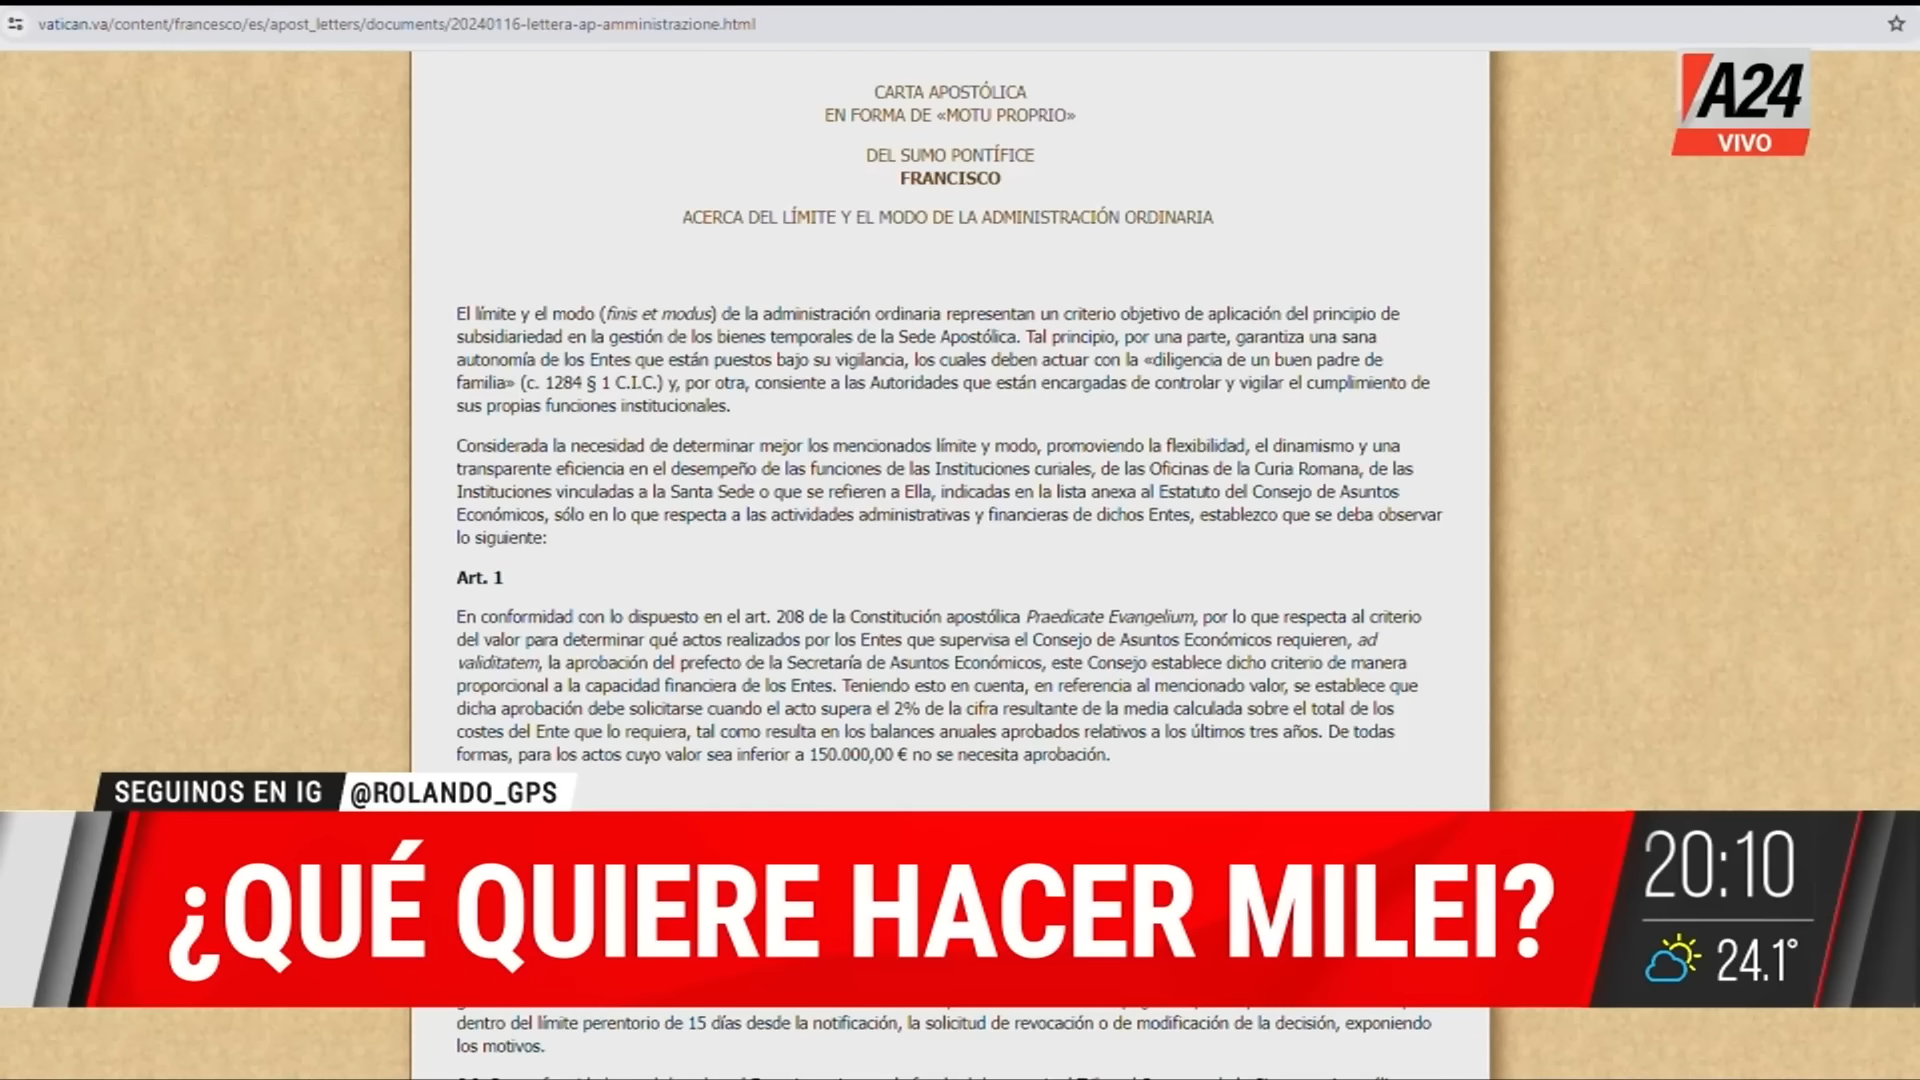 vatican.va/content/francesco/es/apost_letters/documents/20240116-lettera-ap-amministrazione.html
A24
VIVO
CARTA APOSTÓLICA
EN FORMA DE «MOTU PROPRIO»
DEL SUMO PONTÍFICE
FRANCISCO
ACERCA DEL LÍMITE Y EL MODO DE LA ADMINISTRACIÓN ORDINARIA
El límite y el modo (finis et modus) de la administración ordinaria representan un criterio objetivo de aplicación del principio de
subsidiariedad en la gestión de los bienes temporales de la Sede Apostólica. Tal principio, por una parte, garantiza una sana
autonomía de los Entes que están puestos bajo su vigilancia, los cuales deben actuar con la «diligencia de un buen padre de
familia» (c. 1284 § 1 C.I.C.) y, por otra, consiente a las Autoridades que están encargadas de controlar y vigilar el cumplimiento de
sus propias funciones institucionales.
Considerada la necesidad de determinar mejor los mencionados límite y modo, promoviendo la flexibilidad, el dinamismo y una
transparente eficiencia en el desempeño de las funciones de las Instituciones curiales, de las Oficinas de la Curia Romana, de las
Instituciones vinculadas a la Santa Sede o que se refieren a Ella, indicadas en la lista anexa al Estatuto del Consejo de Asuntos
Económicos, sólo en lo que respecta a las actividades administrativas y financieras de dichos Entes, establezco que se deba observar
lo siguiente:
Art. 1
En conformidad con lo dispuesto en el art. 208 de la Constitución apostólica Praedicate Evangelium, por lo que respecta al criterio
del valor para determinar qué actos realizados por los Entes que supervisa el Consejo de Asuntos Económicos requieren, ad
validitatem, la aprobación del prefecto de la Secretaría de Asuntos Económicos, este Consejo establece dicho criterio de manera
proporcional a la capacidad financiera de los Entes. Teniendo esto en cuenta, en referencia al mencionado valor, se establece que
dicha aprobación debe solicitarse cuando el acto supera el 2% de la cifra resultante de la media calculada sobre el total de los
costes del Ente que lo requiera, tal como resulta en los balances anuales aprobados relativos a los últimos tres años. De todas
formas, para los actos cuyo valor sea inferior a 150.000,00 € no se necesita aprobación.
SEGUINOS EN IG @ROLANDO_GPS
¿QUÉ QUIERE HACER MILEI?
20:10
24.1°
dentro del límite perentorio de 15 días desde la notificación, la solicitud de revocación o de modificación de la decisión, exponiendo
los motivos.